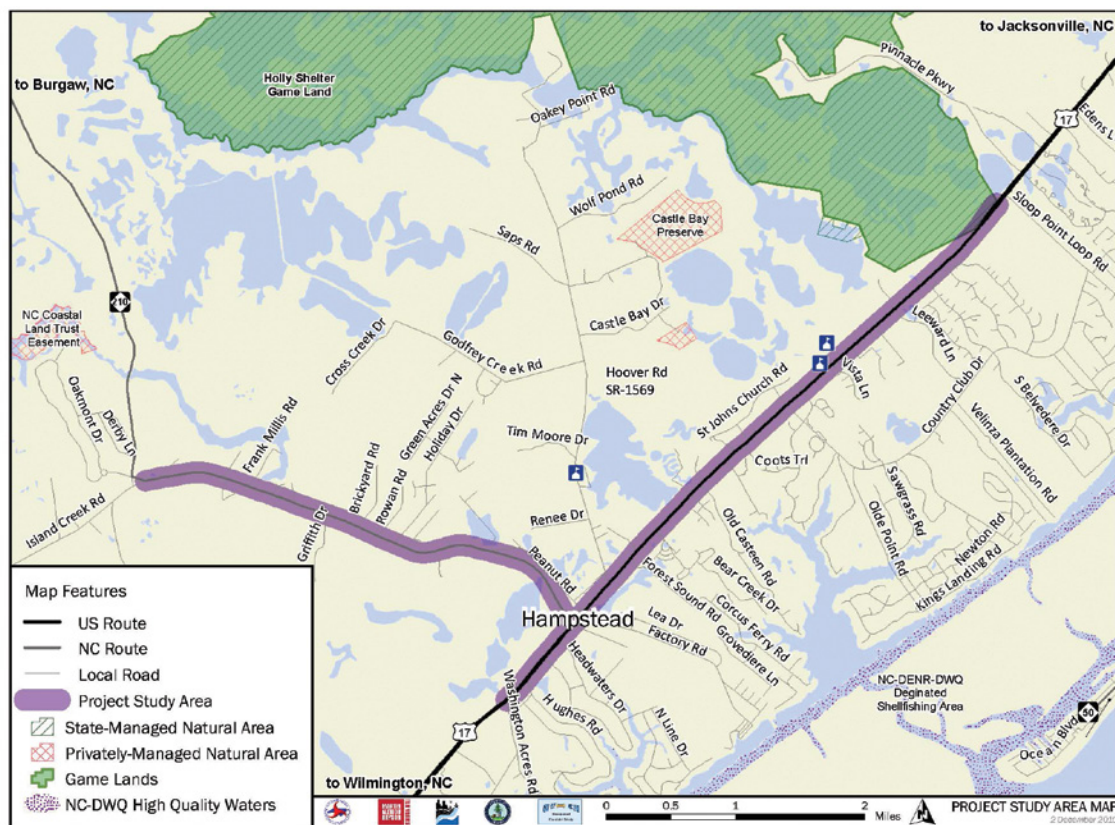 to Jacksonville, NC
to Burgaw, NC
Holly Shelter
Game Land
Pinnacle Pkwy
Oakey Point Rd
17
Edens L
Wolf Pond Rd
Castle Bay
Preserve
Sloop Point Loop Rd
Saps Rd
210
NC Coastal
Land Trust
Easement
Castle Bay Dr
Leeward Ln
Cross Creek Dr
Godfrey Creek Rd
Hoover Rd
SR-1569
St Johns Church Rd
Vista Ln
Country Club Dr
S Belvedere Dr
Oakmont Dr
Derby Ln
Frank Millis Rd
Green Acres Dr N
Holiday Dr
Tim Moore Dr
Velinza Plantation Rd
Coots Trl
Brickyard Rd
Rowan Rd
Sawgrass Rd
Island Creek Rd
Griffith Dr
Renee Dr
Old Casteen Rd
Olde Point Rd
Newton Rd
Kings Landing Rd
Peanut Rd
Forest Sound Rd
Bear Creek Dr
Corcus Ferry Rd
Grovediere Ln
Hampstead
Lea Dr
Factory Rd
Headwaters Dr
Washington Acres Rd
Hughes Rd
N Line Dr
NC-DENR-DWQ
Deginated
Shellfishing Area
50
Ocean Blvd
17
to Wilmington, NC
Map Features
US Route
NC Route
Local Road
Project Study Area
State-Managed Natural Area
Privately-Managed Natural Area
Game Lands
NC-DWQ High Quality Waters
0 0.5 1 2
Miles
N
PROJECT STUDY AREA MAP